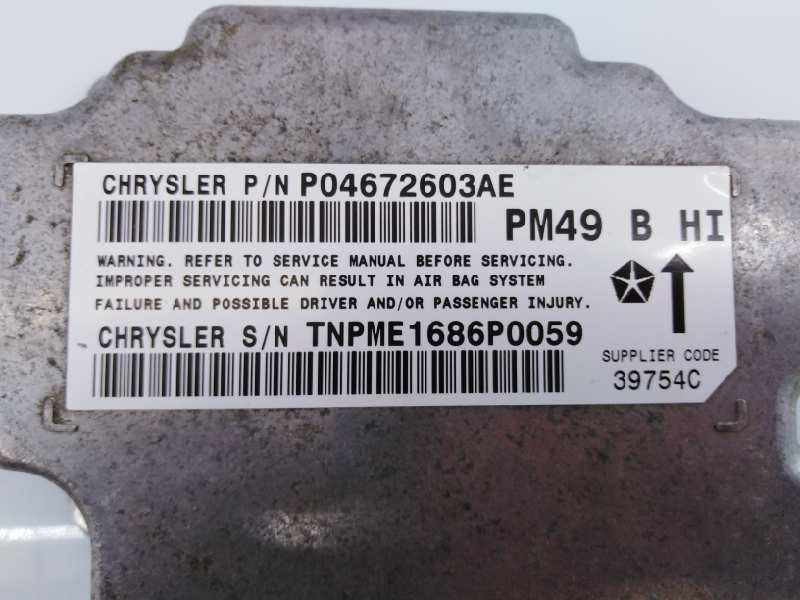 CHRYSLER P/N P04672603AE
PM49 B HI
WARNING. REFER TO SERVICE MANUAL BEFORE SERVICING.
IMPROPER SERVICING CAN RESULT IN AIR BAG SYSTEM
FAILURE AND POSSIBLE DRIVER AND/OR PASSENGER INJURY.
CHRYSLER S/N TNPME1686P0059
SUPPLIER CODE
39754C